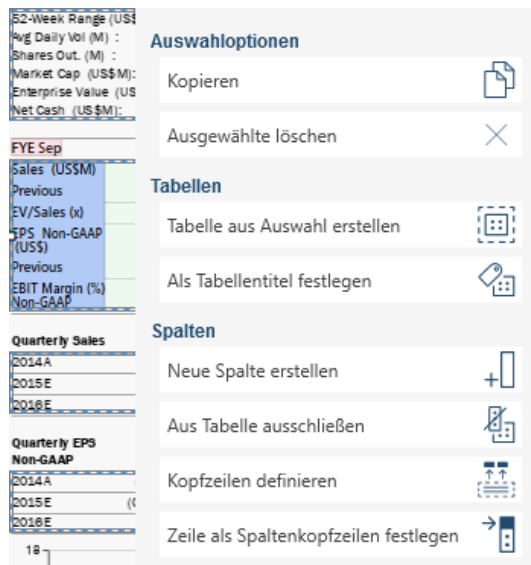 52-Week Range (US$
Avg Daily Vol (M) :
Shares Out. (M) :
Market Cap (US$M):
Enterprise Value (US
Net Cash (US$M):
FYE Sep
Sales (US$M)
Previous
EV/Sales (x)
EPS Non-GAAP
(US$)
Previous
EBIT Margin (%)
Non-GAAP
Quarterly Sales
2014A
2015E
2016E
Quarterly EPS
Non-GAAP
2014A
2015E (0
2016E
18
Auswahloptionen
Kopieren
Ausgewählte löschen
Tabellen
Tabelle aus Auswahl erstellen
Als Tabellentitel festlegen
Spalten
Neue Spalte erstellen
Aus Tabelle ausschließen
Kopfzeilen definieren
Zeile als Spaltenkopfzeilen festlegen